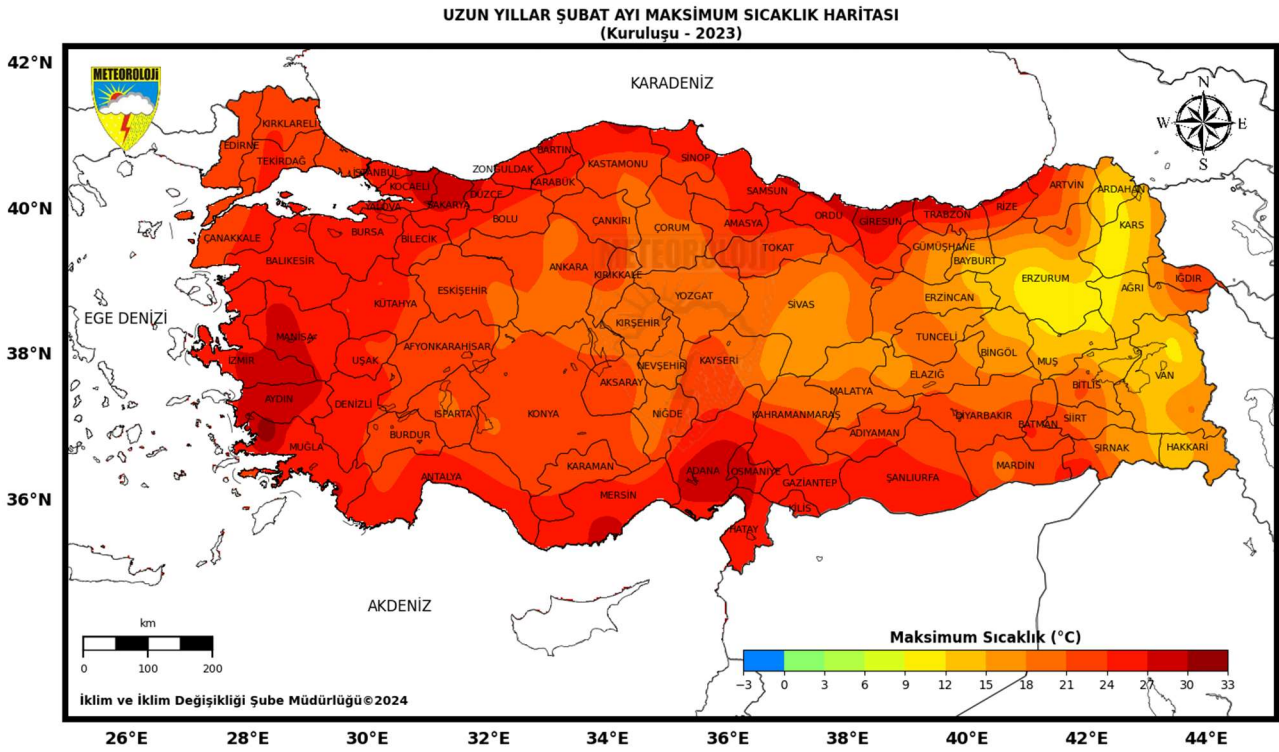 UZUN YILLAR ŞUBAT AYI MAKSİMUM SICAKLIK HARİTASI
(Kuruluşu - 2023)
42°N
40°N
38°N
36°N
METEOROLOJİ
KARADENİZ
N
W
E
S
KIRKLARELİ
EDİRNE
TEKİRDAĞ
İSTANBUL
KOCAELİ
YALOVA
SAKARYA
DÜZCE
ZONGULDAK
BARTIN
KARABÜK
KASTAMONU
SİNOP
SAMSUN
ORDU
GİRESUN
TRABZON
RİZE
ARTVİN
ARDAHAN
KARS
ÇANAKKALE
BALIKESİR
BURSA
BİLECİK
BOLU
ÇANKIRI
ÇORUM
AMASYA
TOKAT
GÜMÜŞHANE
BAYBURT
ERZURUM
AĞRI
IĞDIR
METEOROLOJİ
KÜTAHYA
ESKİŞEHİR
ANKARA
KIRIKKALE
YOZGAT
SİVAS
ERZİNCAN
TUNCELİ
BİNGÖL
MUŞ
BİTLİS
VAN
EGE DENİZİ
MANİSA
İZMİR
UŞAK
AFYONKARAHİSAR
KIRŞEHİR
NEVŞEHİR
KAYSERİ
AKSARAY
MALATYA
ELAZIĞ
AYDIN
DENİZLİ
ISPARTA
BURDUR
KONYA
NİĞDE
KAHRAMANMARAŞ
ADIYAMAN
DİYARBAKIR
BATMAN
SİİRT
ŞIRNAK
HAKKARİ
MUĞLA
ANTALYA
KARAMAN
MERSİN
ADANA
OSMANİYE
GAZİANTEP
KİLİS
HATAY
ŞANLIURFA
MARDİN
AKDENİZ
km
0 100 200
Maksimum Sıcaklık (°C)
−3 0 3 6 9 12 15 18 21 24 27 30 33
İklim ve İklim Değişikliği Şube Müdürlüğü©2024
26°E 28°E 30°E 32°E 34°E 36°E 38°E 40°E 42°E 44°E